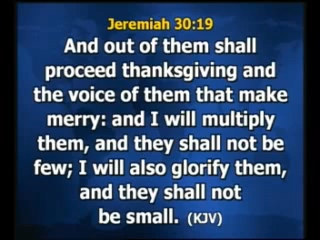 Jeremiah 30:19
And out of them shall
proceed thanksgiving and
the voice of them that make
merry: and I will multiply
them, and they shall not be
few; I will also glorify them,
and they shall not
be small. (KJV)